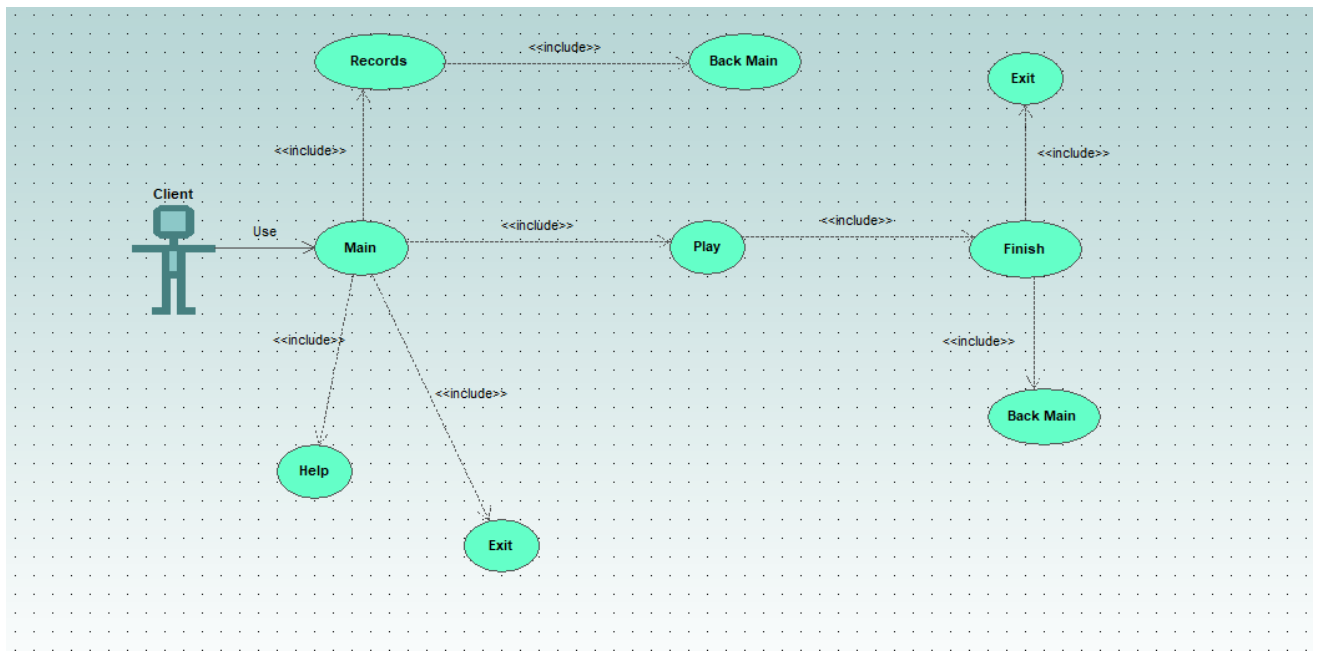 <<include>>
Records
Back Main
Exit
<<include>>
<<include>>
Client
Use
Main
<<include>>
Play
<<include>>
Finish
<<include>>
<<include>>
<<include>>
Back Main
Help
Exit